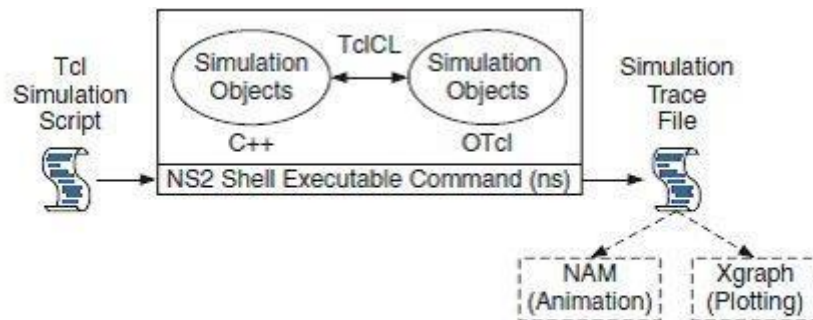 Tcl
Simulation
Script
Simulation
Objects
C++
TclCL
Simulation
Objects
OTcl
NS2 Shell Executable Command (ns)
Simulation
Trace
File
NAM
(Animation)
Xgraph
(Plotting)